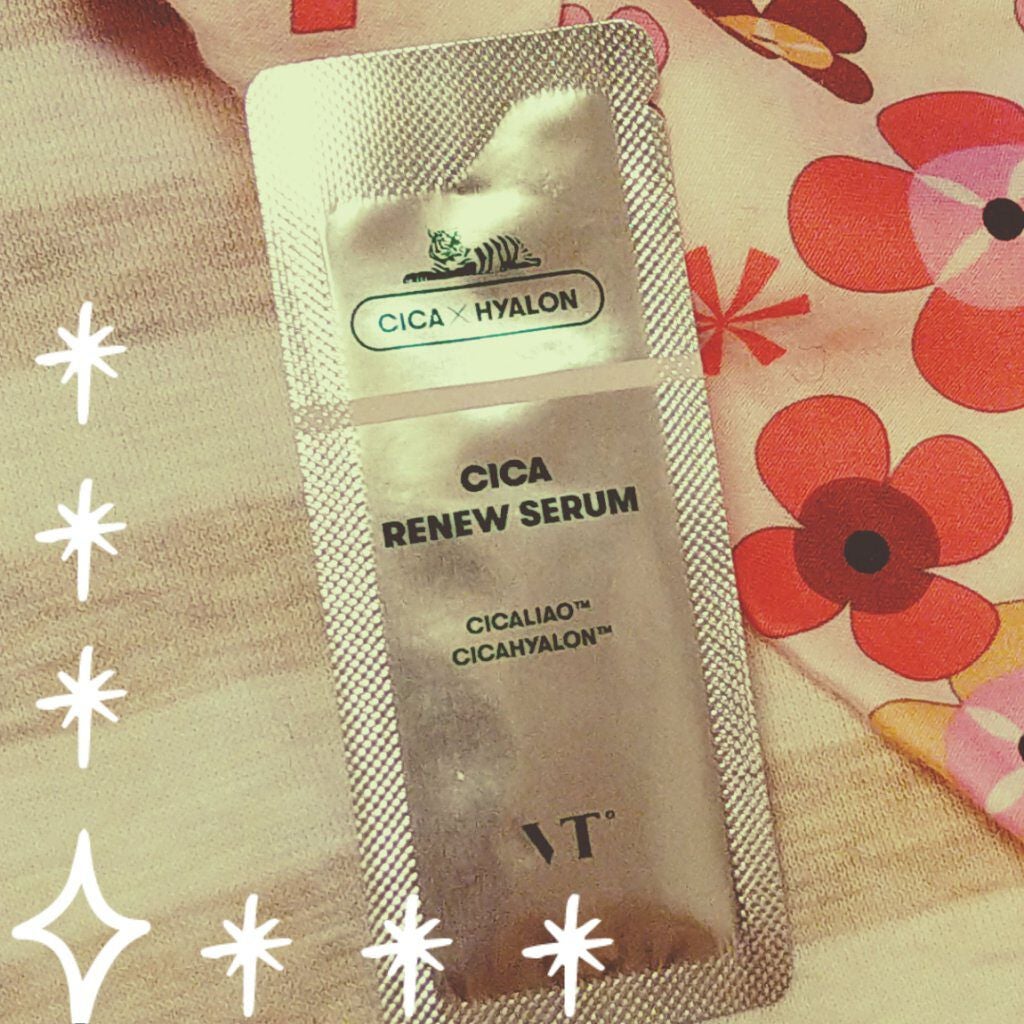 CICA × HYALON
CICA
RENEW SERUM
CICALIAO™
CICAHYALON™
VT°